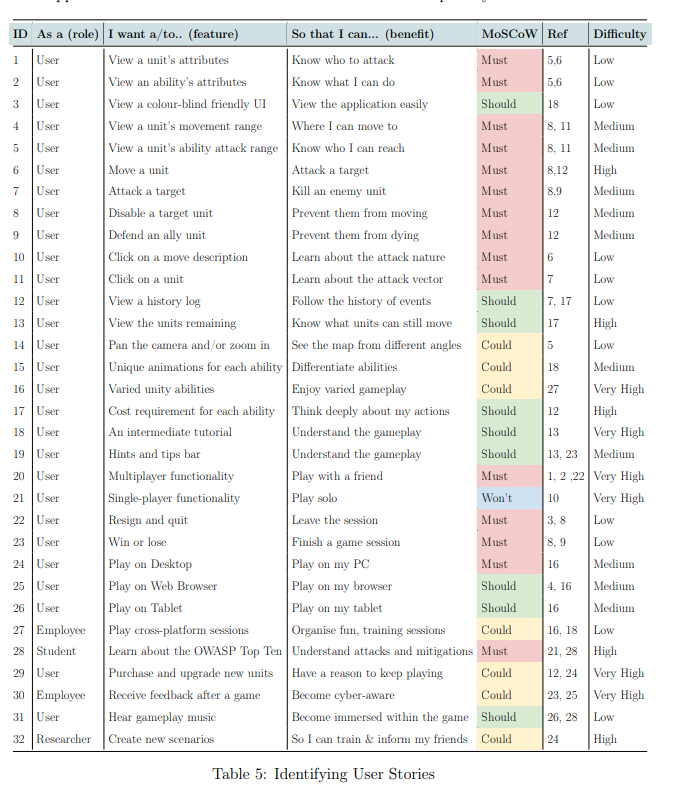 ID As a (role) I want a/to.. (feature) So that I can... (benefit) MoSCoW Ref Difficulty
1 User View a unit's attributes Know who to attack Must 5,6 Low
2 User View an ability's attributes Know what I can do Must 5,6 Low
3 User View a colour-blind friendly UI View the application easily Should 18 Low
4 User View a unit's movement range Where I can move to Must 8, 11 Medium
5 User View a unit's ability attack range Know who I can reach Must 8, 11 Medium
6 User Move a unit Attack a target Must 8,12 High
7 User Attack a target Kill an enemy unit Must 8,9 Medium
8 User Disable a target unit Prevent them from moving Must 12 Medium
9 User Defend an ally unit Prevent them from dying Must 12 Medium
10 User Click on a move description Learn about the attack nature Must 6 Low
11 User Click on a unit Learn about the attack vector Must 7 Low
12 User View a history log Follow the history of events Should 7, 17 Low
13 User View the units remaining Know what units can still move Should 17 High
14 User Pan the camera and/or zoom in See the map from different angles Could 5 Low
15 User Unique animations for each ability Differentiate abilities Could 18 Medium
16 User Varied unity abilities Enjoy varied gameplay Could 27 Very High
17 User Cost requirement for each ability Think deeply about my actions Should 12 High
18 User An intermediate tutorial Understand the gameplay Should 13 Very High
19 User Hints and tips bar Understand the gameplay Should 13, 23 Medium
20 User Multiplayer functionality Play with a friend Must 1, 2 ,22 Very High
21 User Single-player functionality Play solo Won't 10 Very High
22 User Resign and quit Leave the session Must 3, 8 Low
23 User Win or lose Finish a game session Must 8, 9 Low
24 User Play on Desktop Play on my PC Must 16 Medium
25 User Play on Web Browser Play on my browser Should 4, 16 Medium
26 User Play on Tablet Play on my tablet Should 16 Medium
27 Employee Play cross-platform sessions Organise fun, training sessions Could 16, 18 Low
28 Student Learn about the OWASP Top Ten Understand attacks and mitigations Must 21, 28 High
29 User Purchase and upgrade new units Have a reason to keep playing Could 12, 24 Very High
30 Employee Receive feedback after a game Become cyber-aware Could 23, 25 Very High
31 User Hear gameplay music Become immersed within the game Should 26, 28 Low
32 Researcher Create new scenarios So I can train & inform my friends Could 24 High
Table 5: Identifying User Stories